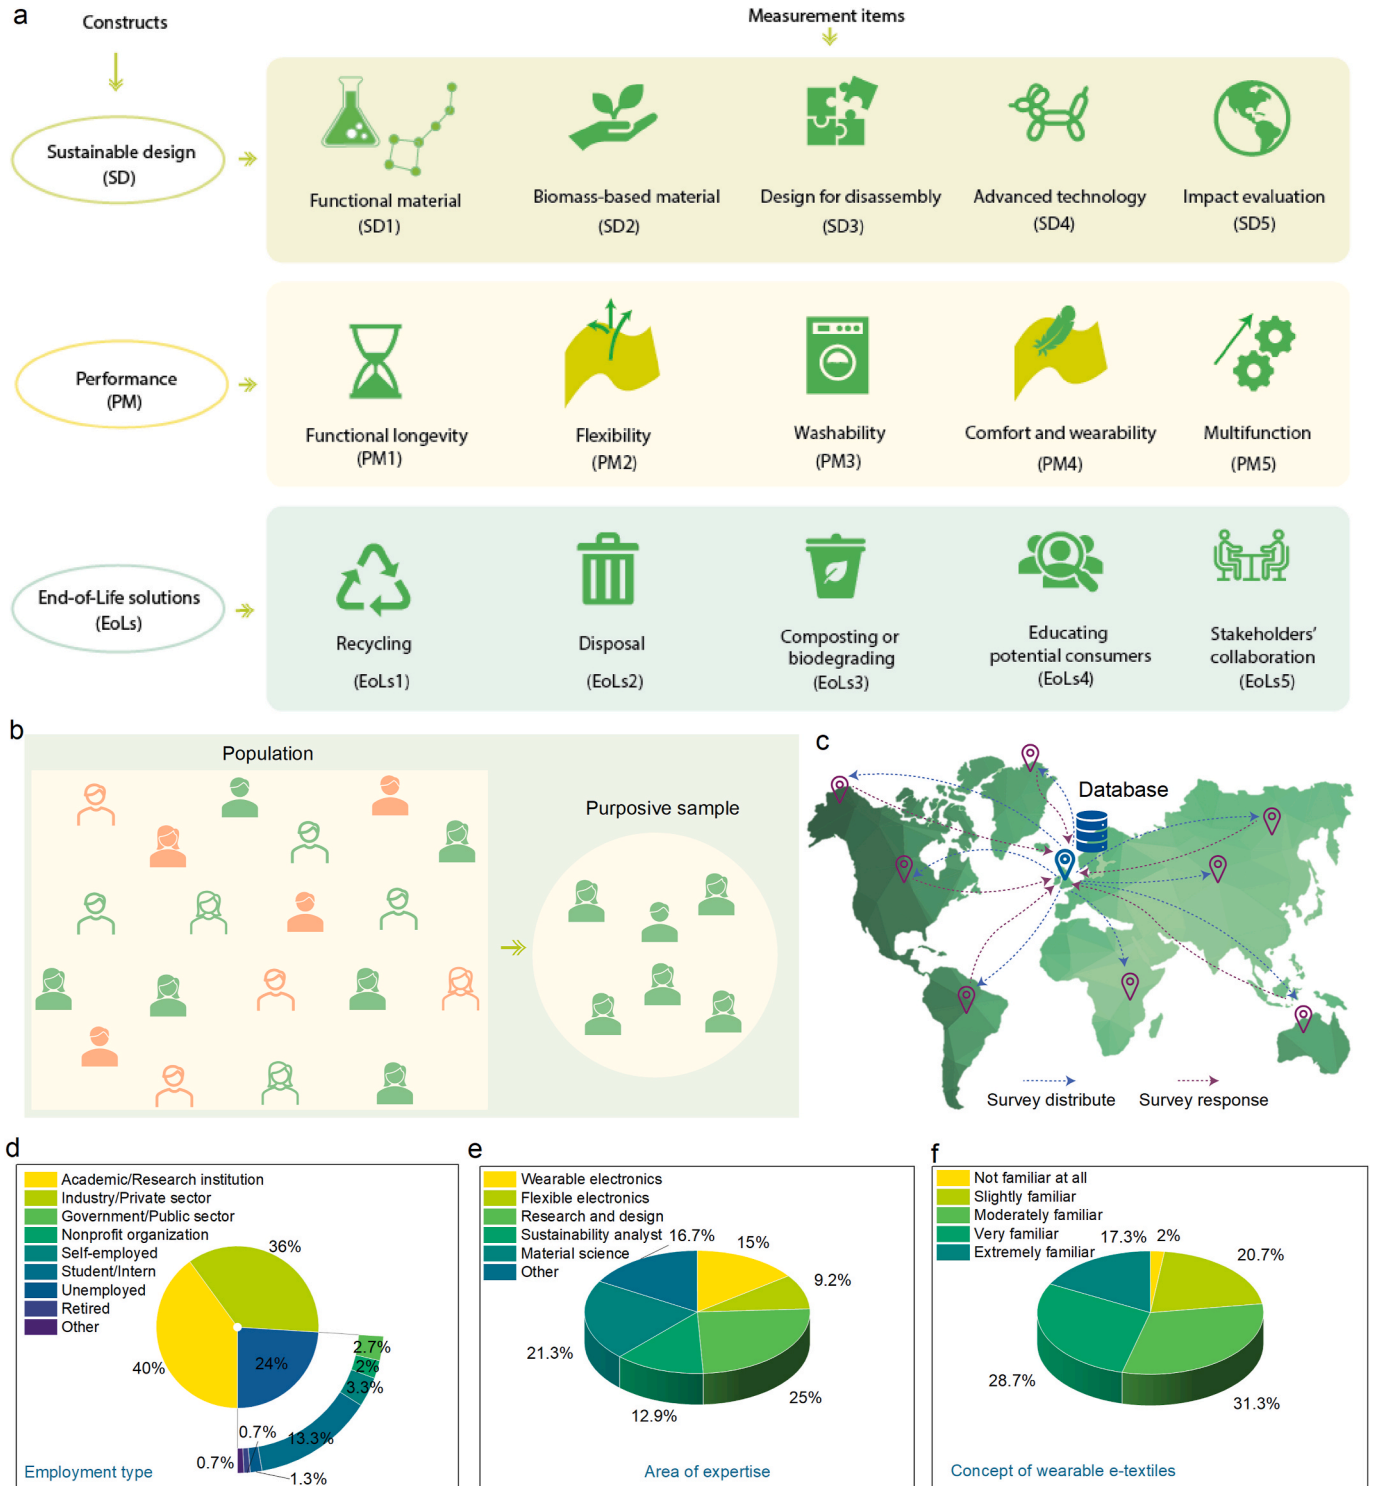 a
Constructs
Measurement items
Sustainable design
(SD)
Functional material
(SD1)
Biomass-based material
(SD2)
Design for disassembly
(SD3)
Advanced technology
(SD4)
Impact evaluation
(SD5)
Performance
(PM)
Functional longevity
(PM1)
Flexibility
(PM2)
Washability
(PM3)
Comfort and wearability
(PM4)
Multifunction
(PM5)
End-of-Life solutions
(EoLs)
Recycling
(EoLs1)
Disposal
(EoLs2)
Composting or
biodegrading
(EoLs3)
Educating
potential consumers
(EoLs4)
Stakeholders’
collaboration
(EoLs5)
b
Population
Purposive sample
c
Database
Survey distribute
Survey response
d
Academic/Research institution
Industry/Private sector
Government/Public sector
Nonprofit organization
Self-employed
Student/Intern
Unemployed
Retired
Other
36%
40%
24%
2.7%
2%
3.3%
13.3%
0.7%
0.7%
1.3%
Employment type
e
Wearable electronics
Flexible electronics
Research and design
Sustainability analyst
Material science
Other
16.7%
15%
9.2%
21.3%
25%
12.9%
Area of expertise
f
Not familiar at all
Slightly familiar
Moderately familiar
Very familiar
Extremely familiar
17.3%
2%
20.7%
28.7%
31.3%
Concept of wearable e-textiles